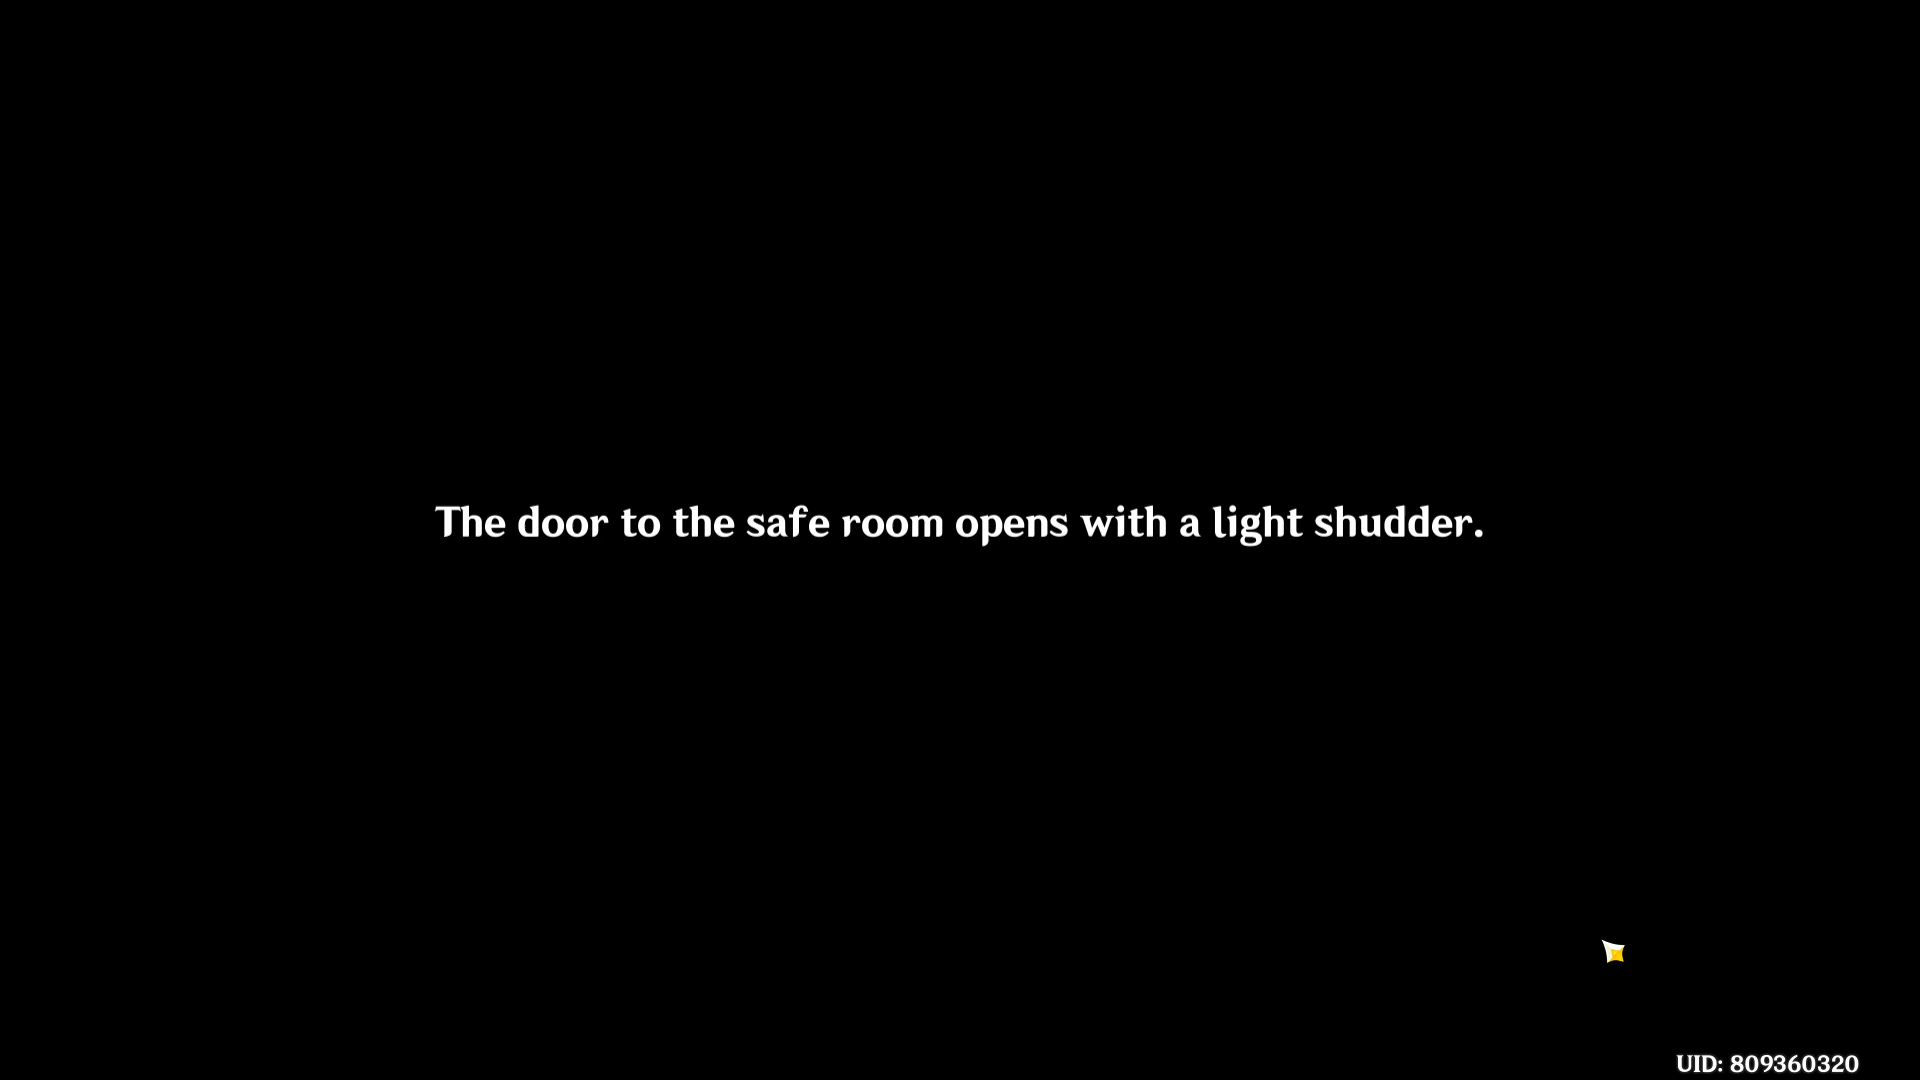 The door to the safe room opens with a light shudder.
UID: 809360320